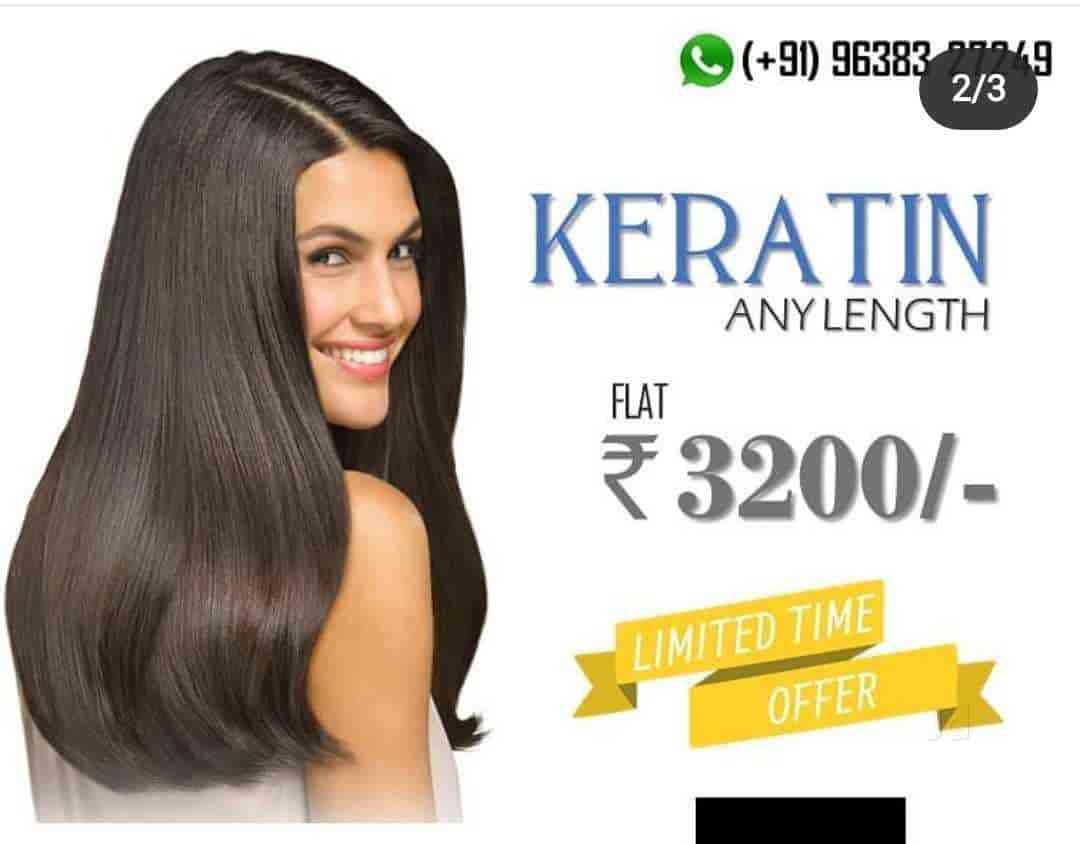 (+91) 96383
2/3
KERATIN
ANY LENGTH
FLAT
₹3200/-
LIMITED TIME
OFFER